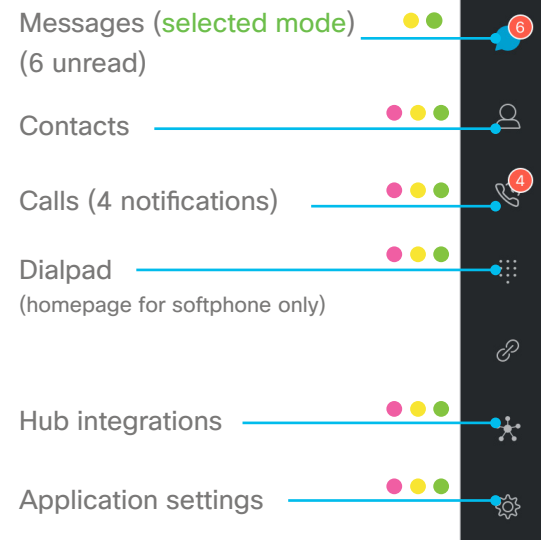 Messages (selected mode)
6
(6 unread)
Contacts
Calls (4 notifications)
4
Dialpad
(homepage for softphone only)
Hub integrations
Application settings